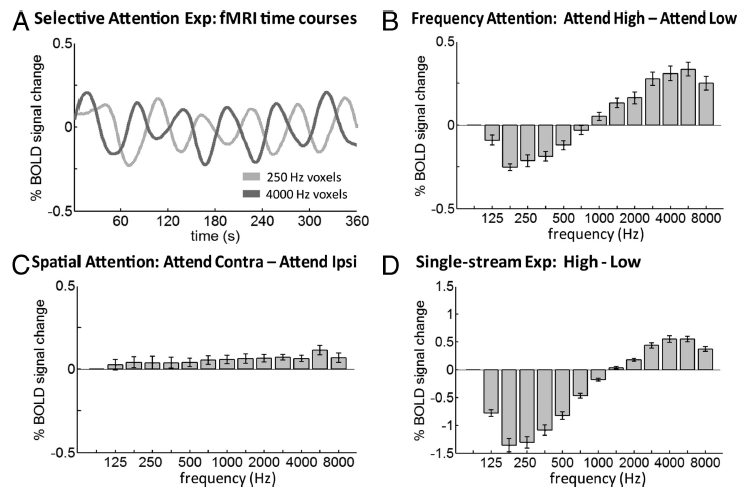 A Selective Attention Exp: fMRI time courses
0.5
0
-0.5
% BOLD signal change
250 Hz voxels
4000 Hz voxels
60 120 180 240 300 360
time (s)
B Frequency Attention: Attend High – Attend Low
0.5
0
-0.5
% BOLD signal change
125 250 500 1000 2000 4000 8000
frequency (Hz)
C Spatial Attention: Attend Contra – Attend Ipsi
0.5
0
-0.5
% BOLD signal change
125 250 500 1000 2000 4000 8000
frequency (Hz)
D Single-stream Exp: High - Low
1.5
1
0.5
0
-0.5
-1
-1.5
% BOLD signal change
125 250 500 1000 2000 4000 8000
frequency (Hz)